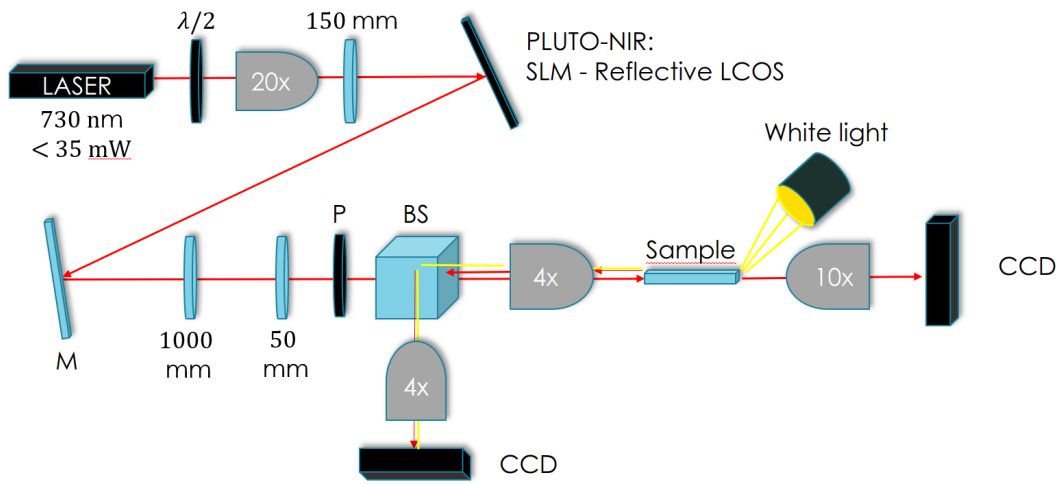 λ/2
150 mm
PLUTO-NIR:
SLM - Reflective LCOS
LASER
20x
730 nm
< 35 mW
White light
P
BS
Sample
4x
10x
CCD
M
1000
mm
50
mm
4x
CCD